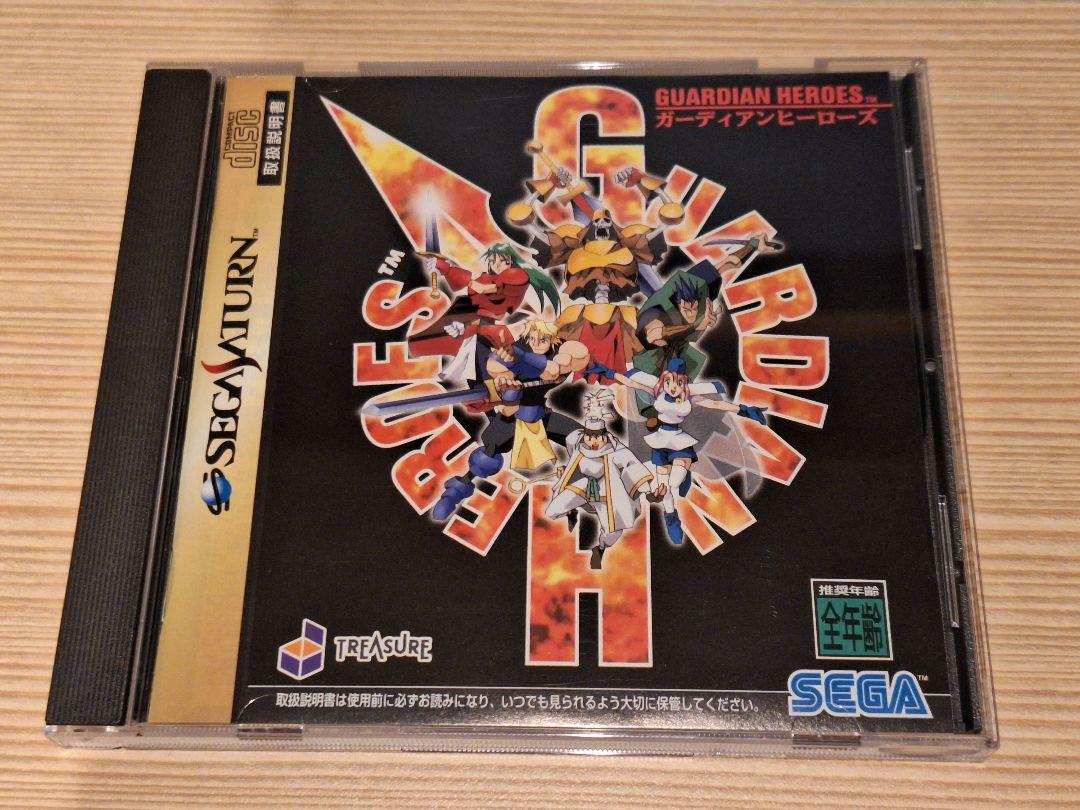 COMPACT
disc
取扱説明書
SEGA SATURN™
GUARDIAN HEROES™
ガーディアンヒーローズ
GUARDIAN
HEROES™
TREASURE
推奨年齢
全年齢
SEGA™
取扱説明書は使用前に必ずお読みになり、いつでも見られるよう大切に保管してください。